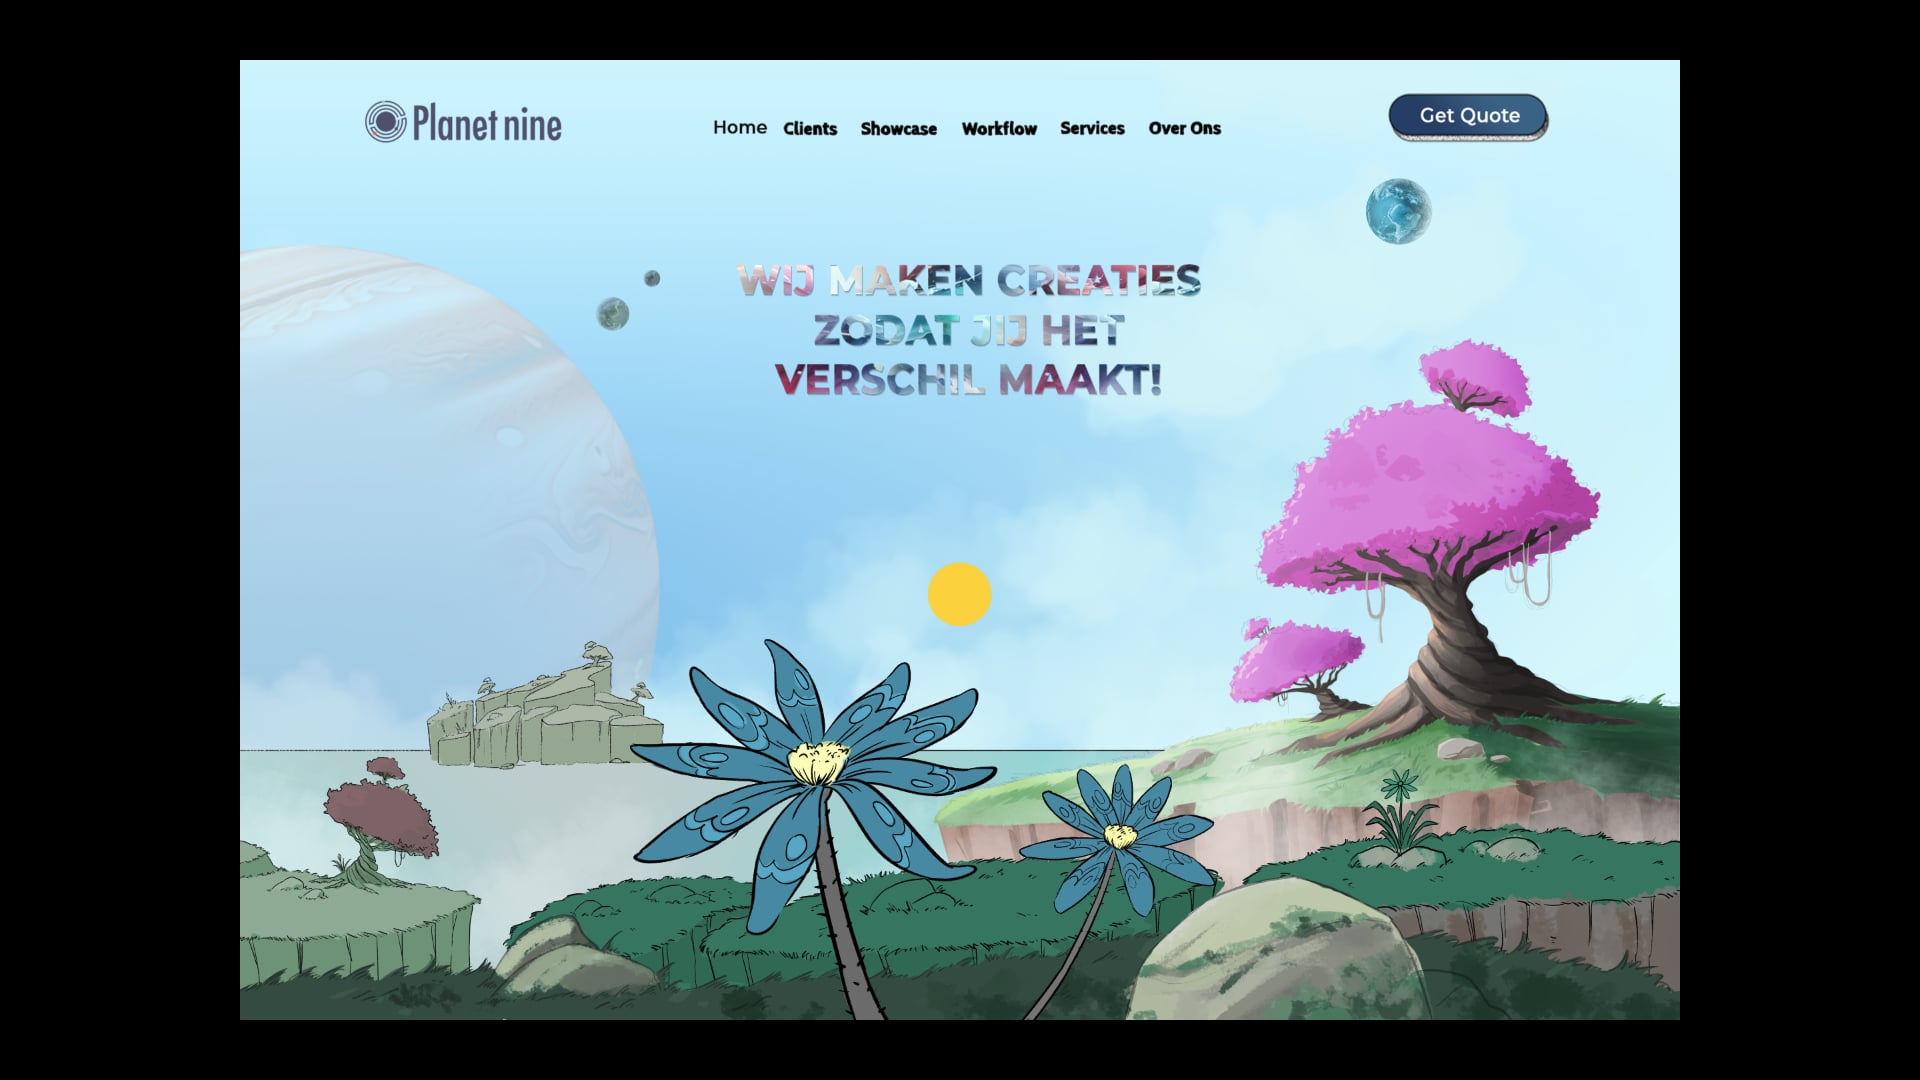 Planet nine
Home Clients Showcase Workflow Services Over Ons
Get Quote
WIJ MAKEN CREATIES
ZODAT JIJ HET
VERSCHIL MAAKT!